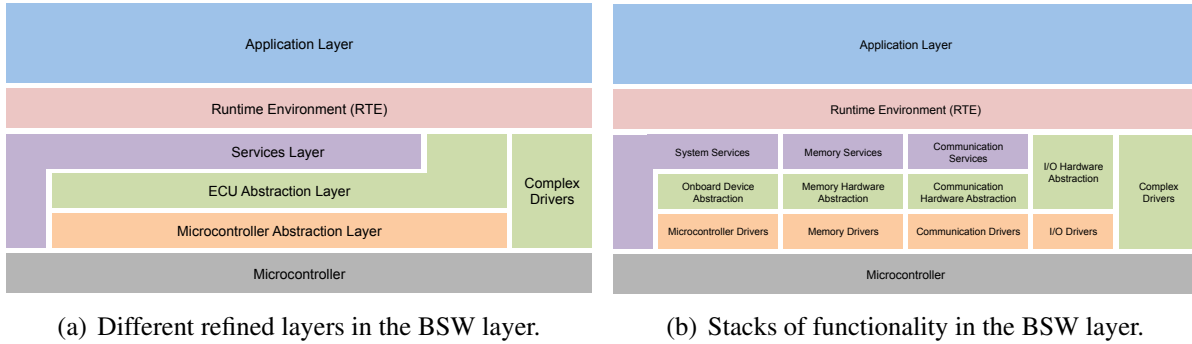 Application Layer
Runtime Environment (RTE)
Services Layer
ECU Abstraction Layer
Complex
Drivers
Microcontroller Abstraction Layer
Microcontroller
(a) Different refined layers in the BSW layer.
Application Layer
Runtime Environment (RTE)
System Services
Memory Services
Communication
Services
I/O Hardware
Abstraction
Onboard Device
Abstraction
Memory Hardware
Abstraction
Communication
Hardware Abstraction
Complex
Drivers
Microcontroller Drivers
Memory Drivers
Communication Drivers
I/O Drivers
Microcontroller
(b) Stacks of functionality in the BSW layer.